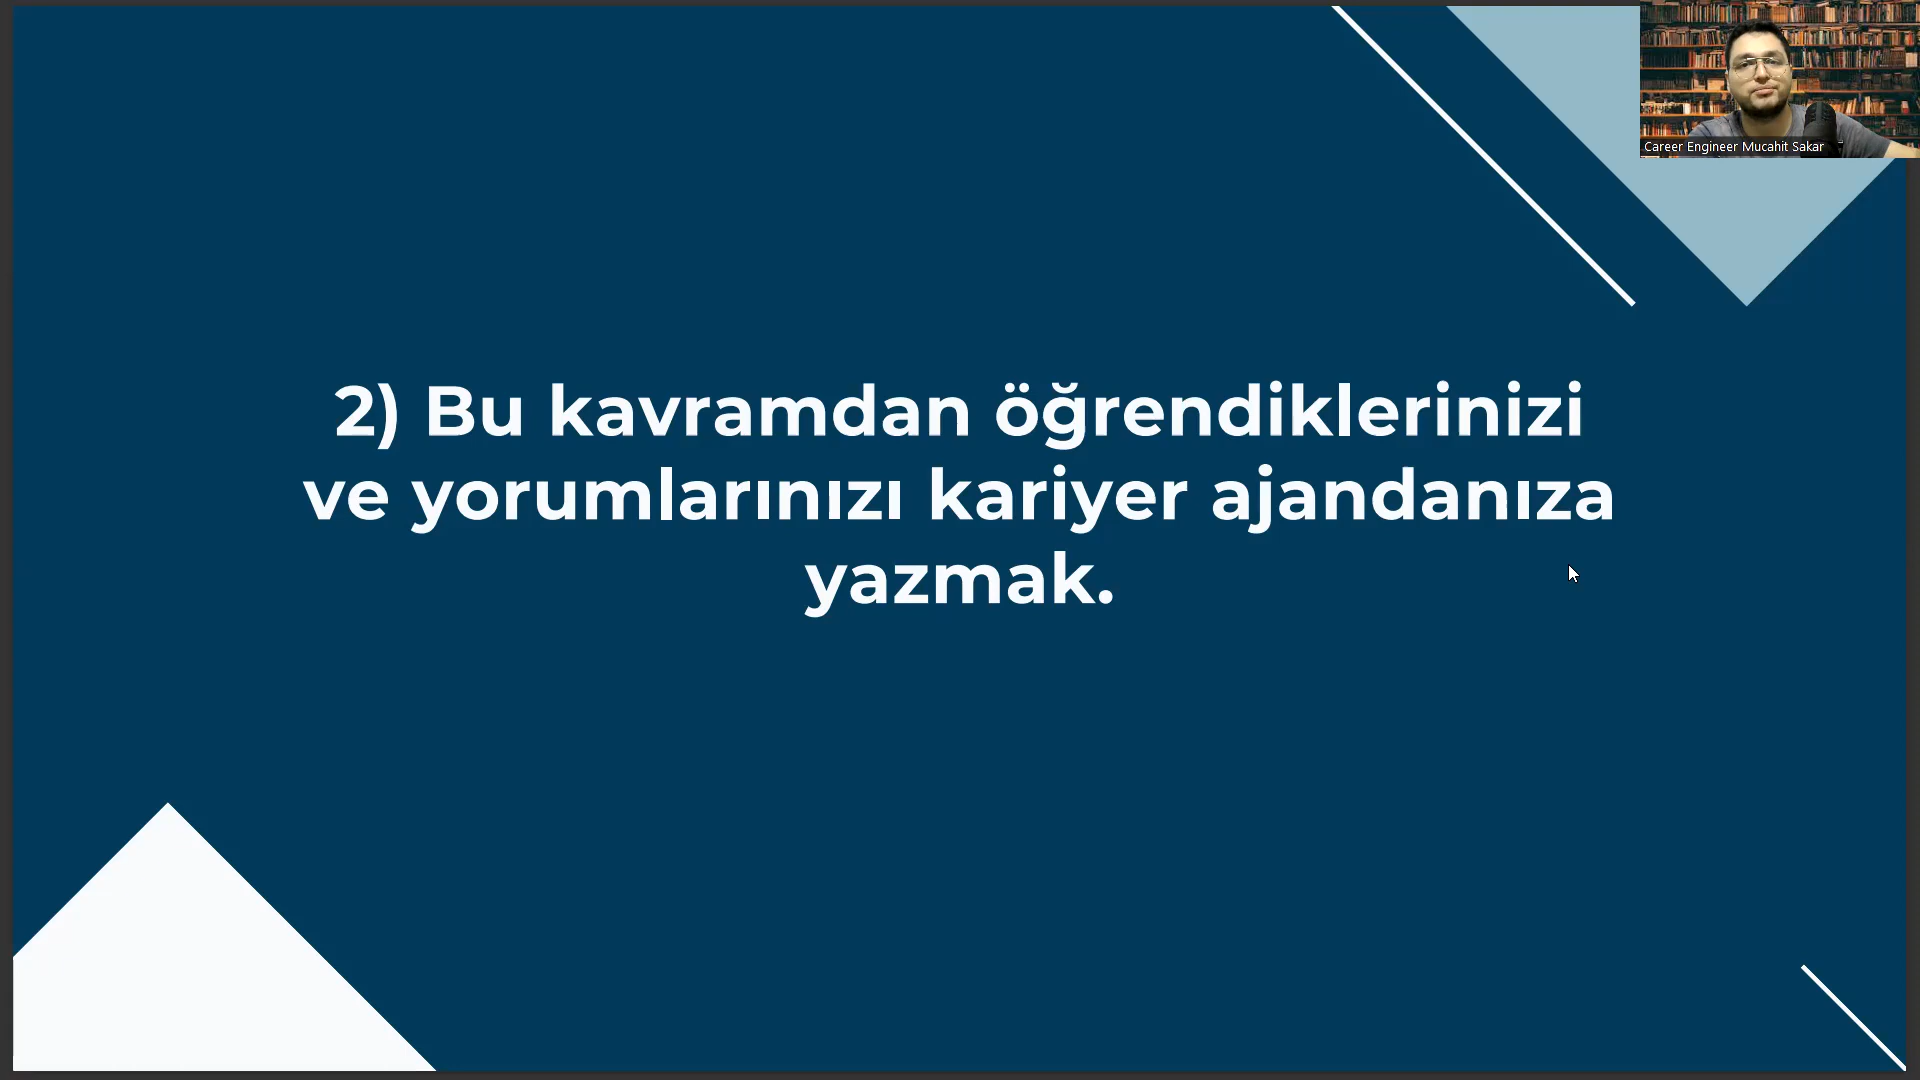 Career Engineer Mucahit Sakar
2) Bu kavramdan öğrendiklerinizi
ve yorumlarınızı kariyer ajandanıza
yazmak.